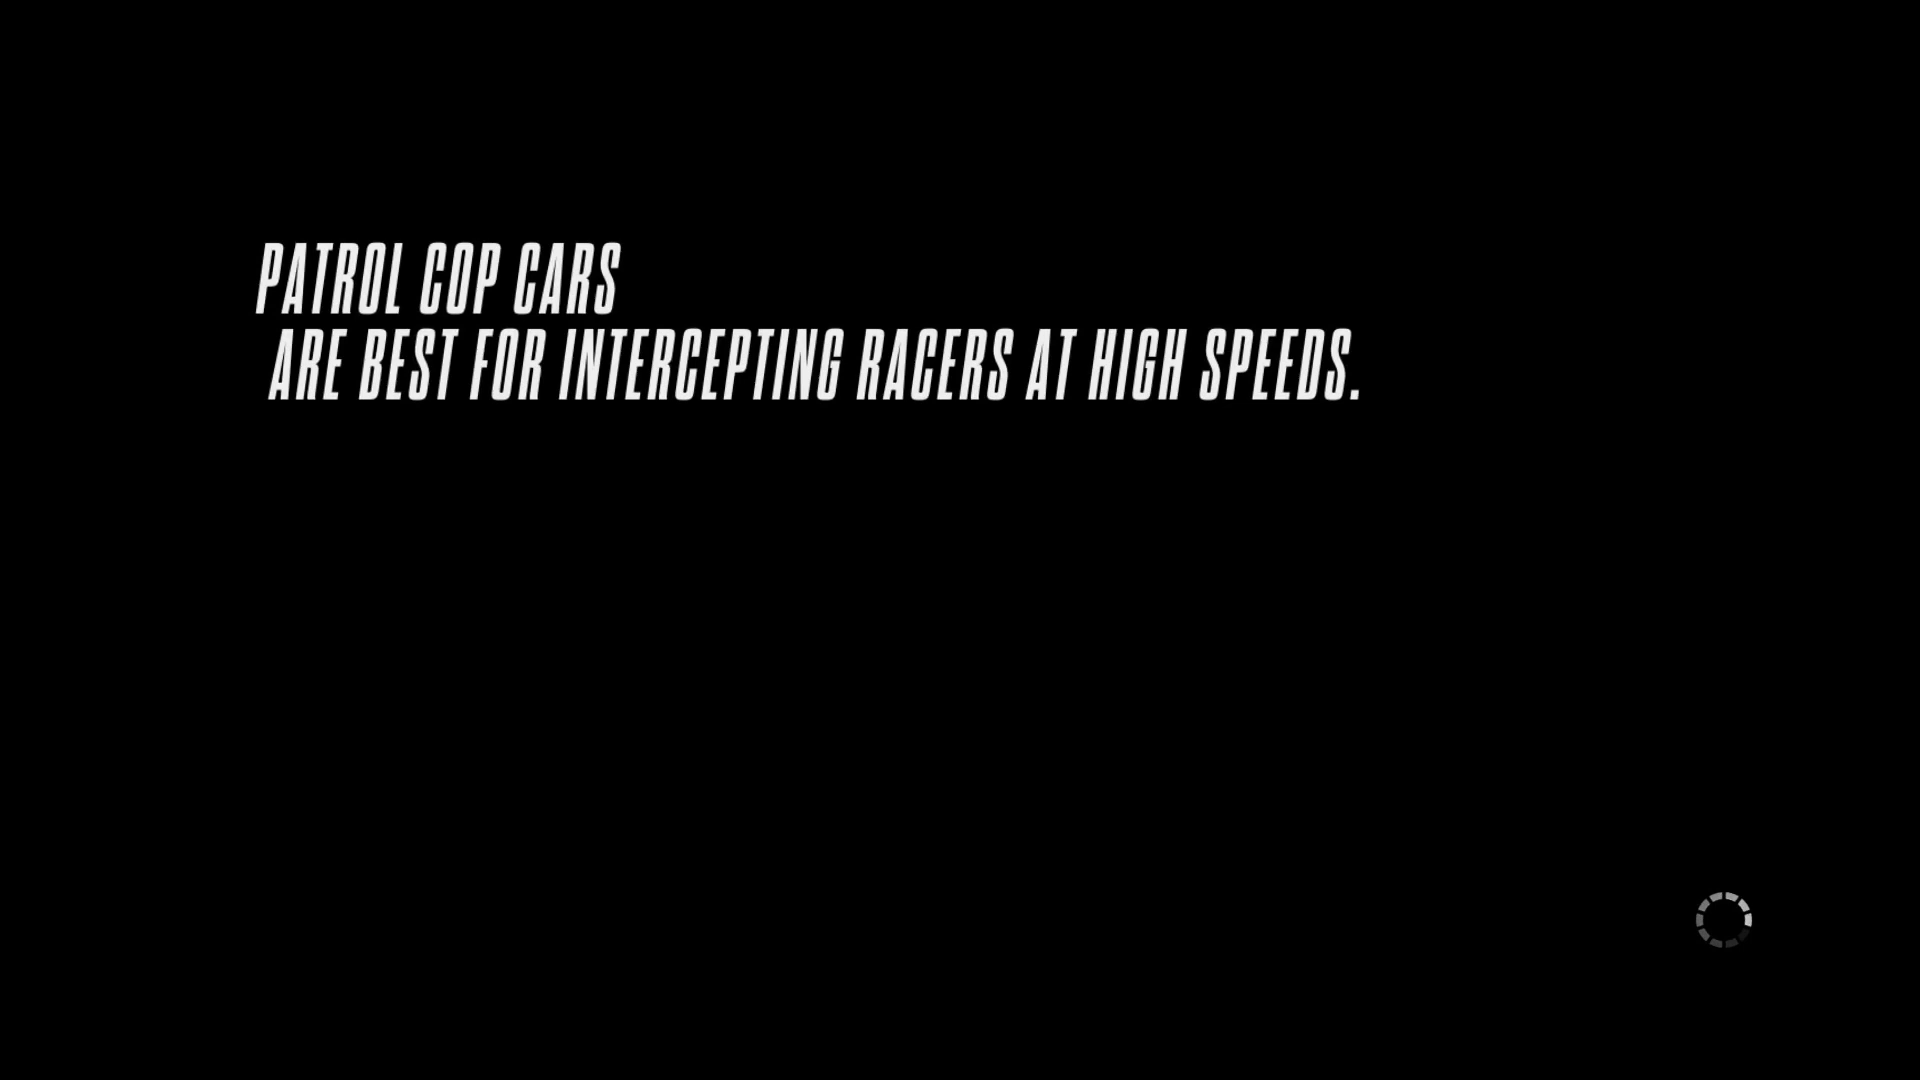 PATROL COP CARS
ARE BEST FOR INTERCEPTING RACERS AT HIGH SPEEDS.